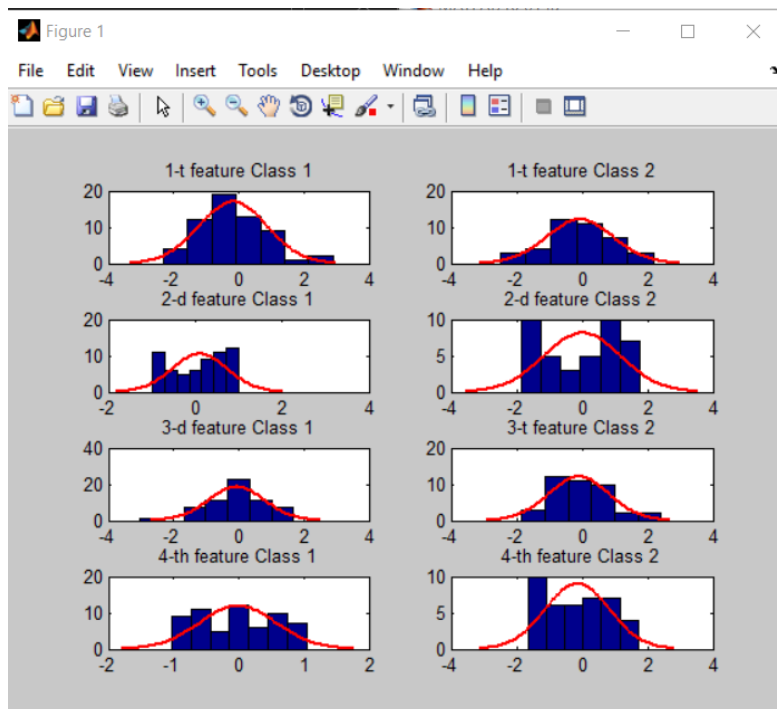 Figure 1
File Edit View Insert Tools Desktop Window Help
1-t feature Class 1
1-t feature Class 2
20
10
0
-4 -2 0 2 4
20
10
0
-4 -2 0 2 4
2-d feature Class 1
2-d feature Class 2
20
10
0
-2 0 2 4
10
5
0
-4 -2 0 2 4
3-d feature Class 1
3-t feature Class 2
40
20
0
-4 -2 0 2 4
20
10
0
-4 -2 0 2 4
4-th feature Class 1
4-th feature Class 2
20
10
0
-2 -1 0 1 2
10
5
0
-4 -2 0 2 4